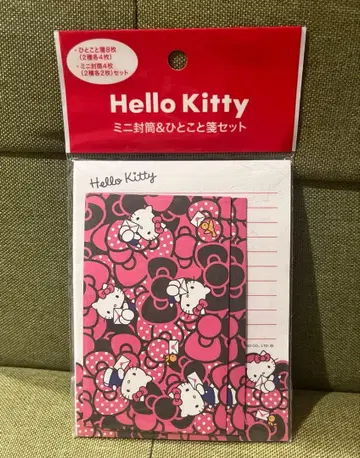 ・ひとこと箋8枚
(2種各4枚)
・ミニ封筒4枚
(2種各2枚)セット
Hello Kitty
ミニ封筒&ひとこと箋セット
Hello Kitty
CO., LTD.